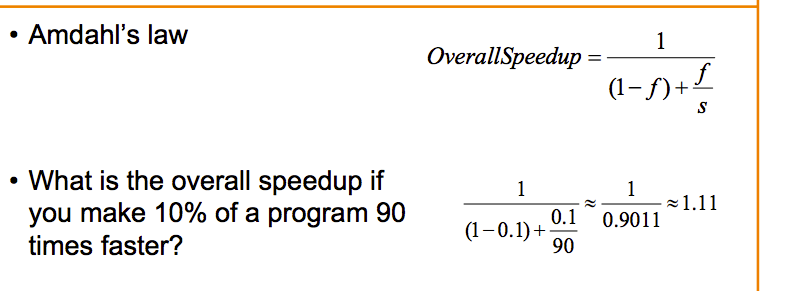 • Amdahl's law
OverallSpeedup = 1 / ((1 − f) + f/s)
• What is the overall speedup if
you make 10% of a program 90
times faster?
1 / ((1 − 0.1) + 0.1/90) ≈ 1 / 0.9011 ≈ 1.11